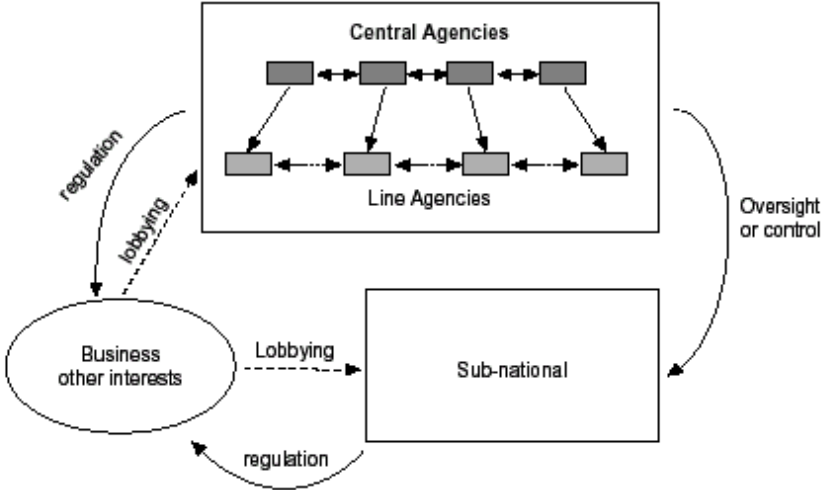 Central Agencies
Line Agencies
regulation
lobbying
Oversight
or control
Business
other interests
Lobbying
Sub-national
regulation